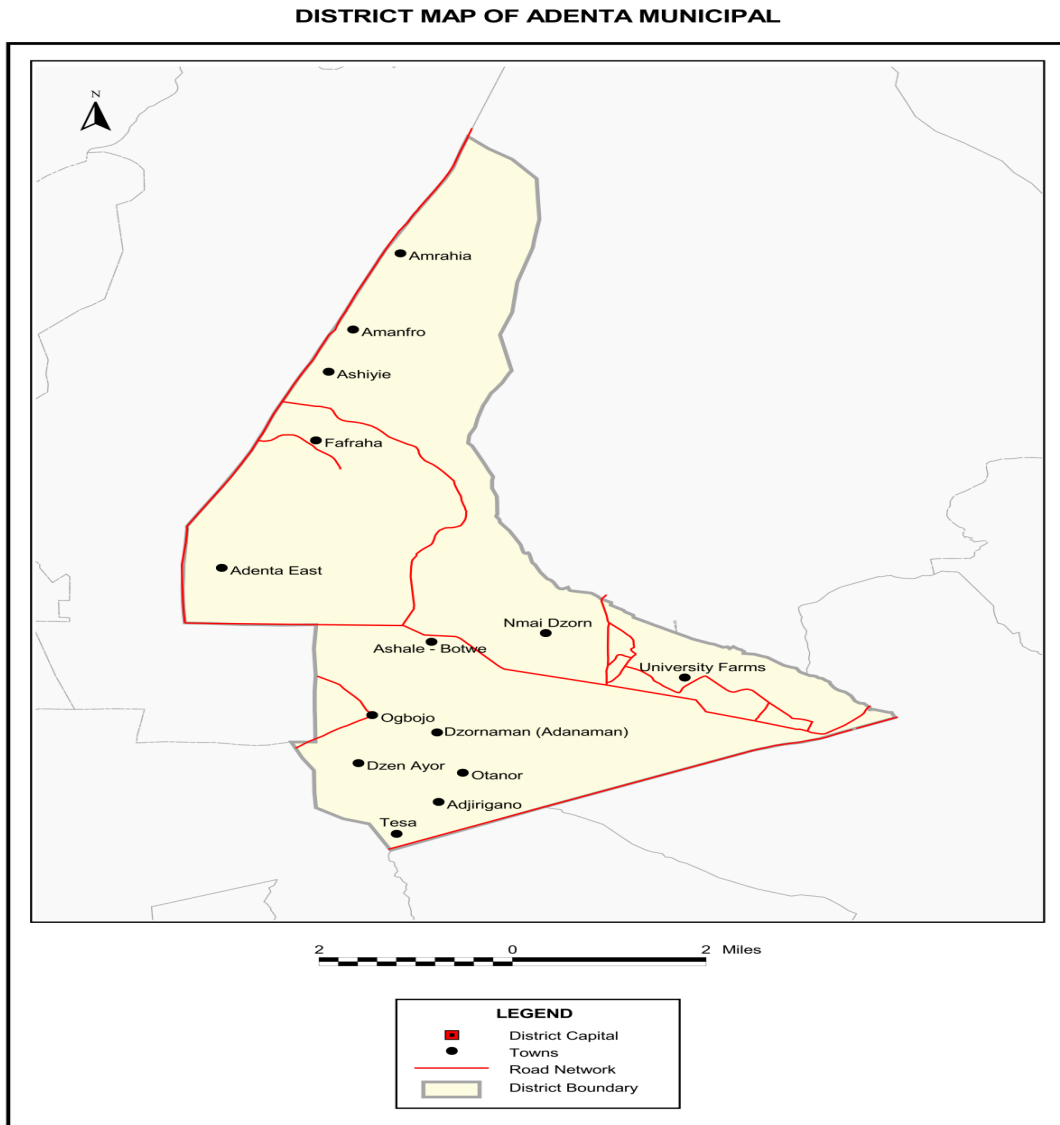 DISTRICT MAP OF ADENTA MUNICIPAL
N
Amrahia
Amanfro
Ashiyie
Fafraha
Adenta East
Nmai Dzorn
Ashale - Botwe
University Farms
Ogbojo
Dzornaman (Adanaman)
Dzen Ayor
Otanor
Adjirigano
Tesa
2 0 2 Miles
LEGEND
District Capital
Towns
Road Network
District Boundary